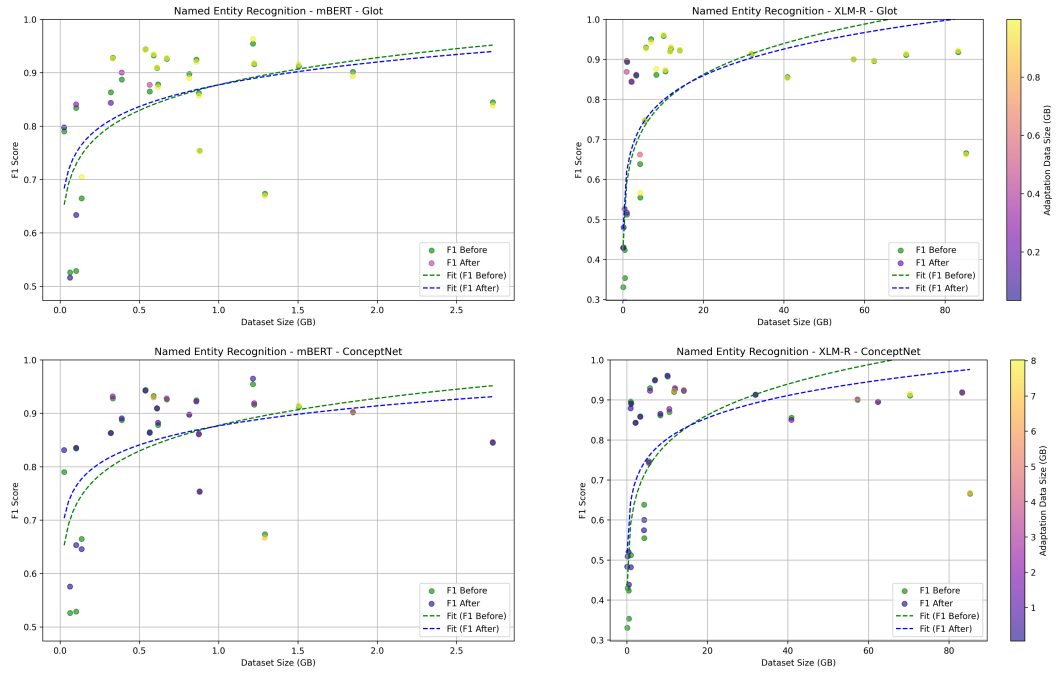 Named Entity Recognition - mBERT - Glot
1.0
0.9
0.8
0.7
0.6
0.5
F1 Score
0.0
0.5
1.0
1.5
2.0
2.5
Dataset Size (GB)
F1 Before
F1 After
Fit (F1 Before)
Fit (F1 After)
Named Entity Recognition - XLM-R - Glot
1.0
0.9
0.8
0.7
0.6
0.5
0.4
0.3
F1 Score
0
20
40
60
80
Dataset Size (GB)
F1 Before
F1 After
Fit (F1 Before)
Fit (F1 After)
0.8
0.6
0.4
0.2
Adaptation Data Size (GB)
Named Entity Recognition - mBERT - ConceptNet
1.0
0.9
0.8
0.7
0.6
0.5
F1 Score
0.0
0.5
1.0
1.5
2.0
2.5
Dataset Size (GB)
F1 Before
F1 After
Fit (F1 Before)
Fit (F1 After)
Named Entity Recognition - XLM-R - ConceptNet
1.0
0.9
0.8
0.7
0.6
0.5
0.4
0.3
F1 Score
0
20
40
60
80
Dataset Size (GB)
F1 Before
F1 After
Fit (F1 Before)
Fit (F1 After)
8
7
6
5
4
3
2
1
Adaptation Data Size (GB)